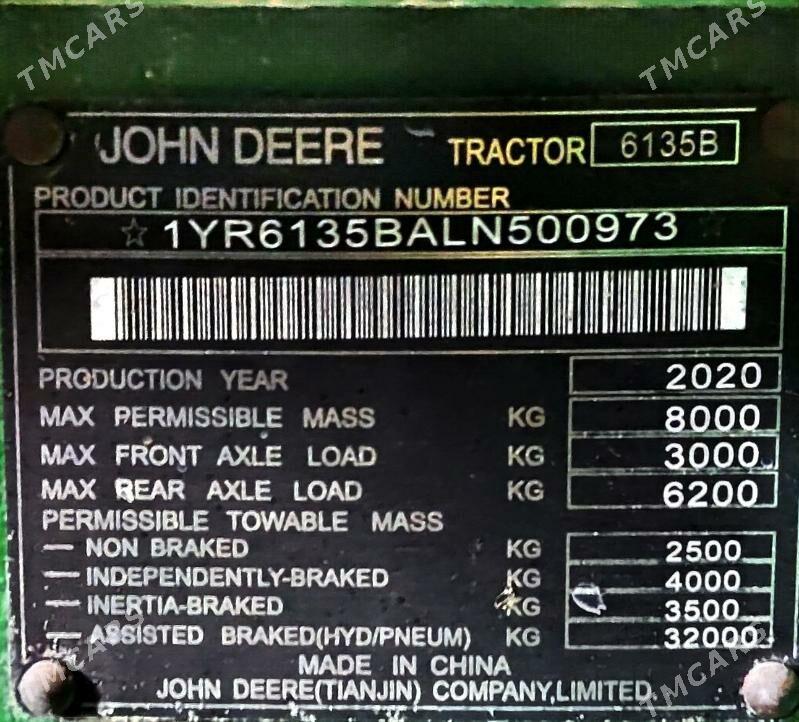 TMCARS TMCARS
JOHN DEERE TRACTOR 6135B
PRODUCT IDENTIFICATION NUMBER
☆ 1YR6135BALN500973 ☆
PRODUCTION YEAR 2020
MAX PERMISSIBLE MASS KG 8000
MAX FRONT AXLE LOAD KG 3000
MAX REAR AXLE LOAD KG 6200
PERMISSIBLE TOWABLE MASS
— NON BRAKED KG 2500
— INDEPENDENTLY-BRAKED KG 4000
— INERTIA-BRAKED KG 3500
— ASSISTED BRAKED(HYD/PNEUM) KG 32000
MADE IN CHINA
JOHN DEERE(TIANJIN) COMPANY,LIMITED
TMCARS TMCARS